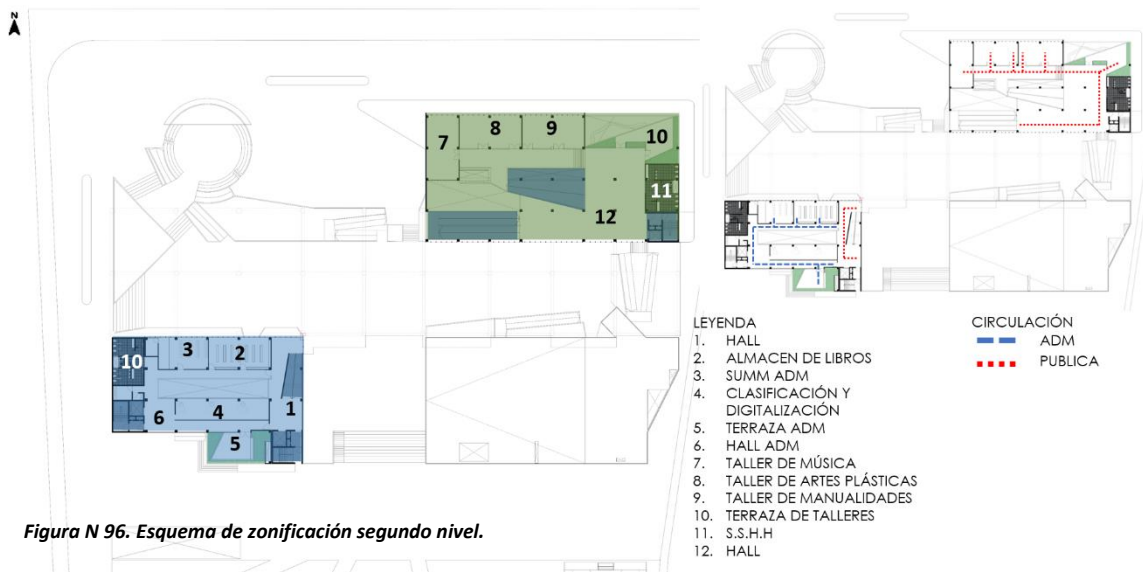 N
7
8
9
10
11
12
10
3
2
6
4
1
5
LEYENDA
1. HALL
2. ALMACEN DE LIBROS
3. SUMM ADM
4. CLASIFICACIÓN Y
DIGITALIZACIÓN
5. TERRAZA ADM
6. HALL ADM
7. TALLER DE MÚSICA
8. TALLER DE ARTES PLÁSTICAS
9. TALLER DE MANUALIDADES
10. TERRAZA DE TALLERES
11. S.S.H.H
12. HALL
CIRCULACIÓN
ADM
PUBLICA
Figura N 96. Esquema de zonificación segundo nivel.